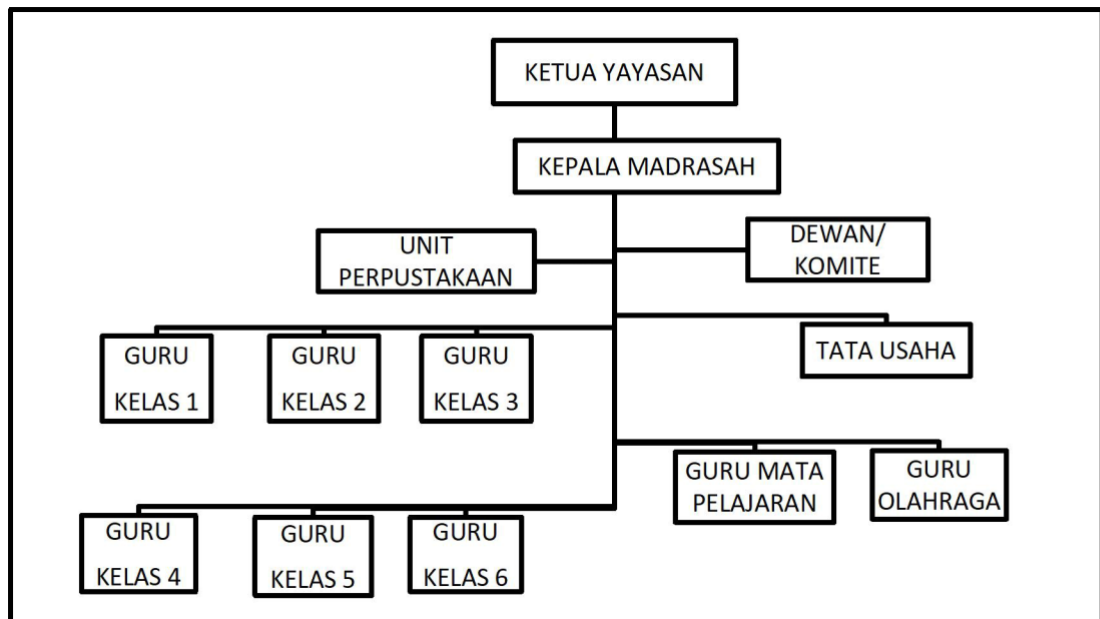 KETUA YAYASAN
KEPALA MADRASAH
UNIT
PERPUSTAKAAN
DEWAN/
KOMITE
GURU
KELAS 1
GURU
KELAS 2
GURU
KELAS 3
TATA USAHA
GURU MATA
PELAJARAN
GURU
OLAHRAGA
GURU
KELAS 4
GURU
KELAS 5
GURU
KELAS 6